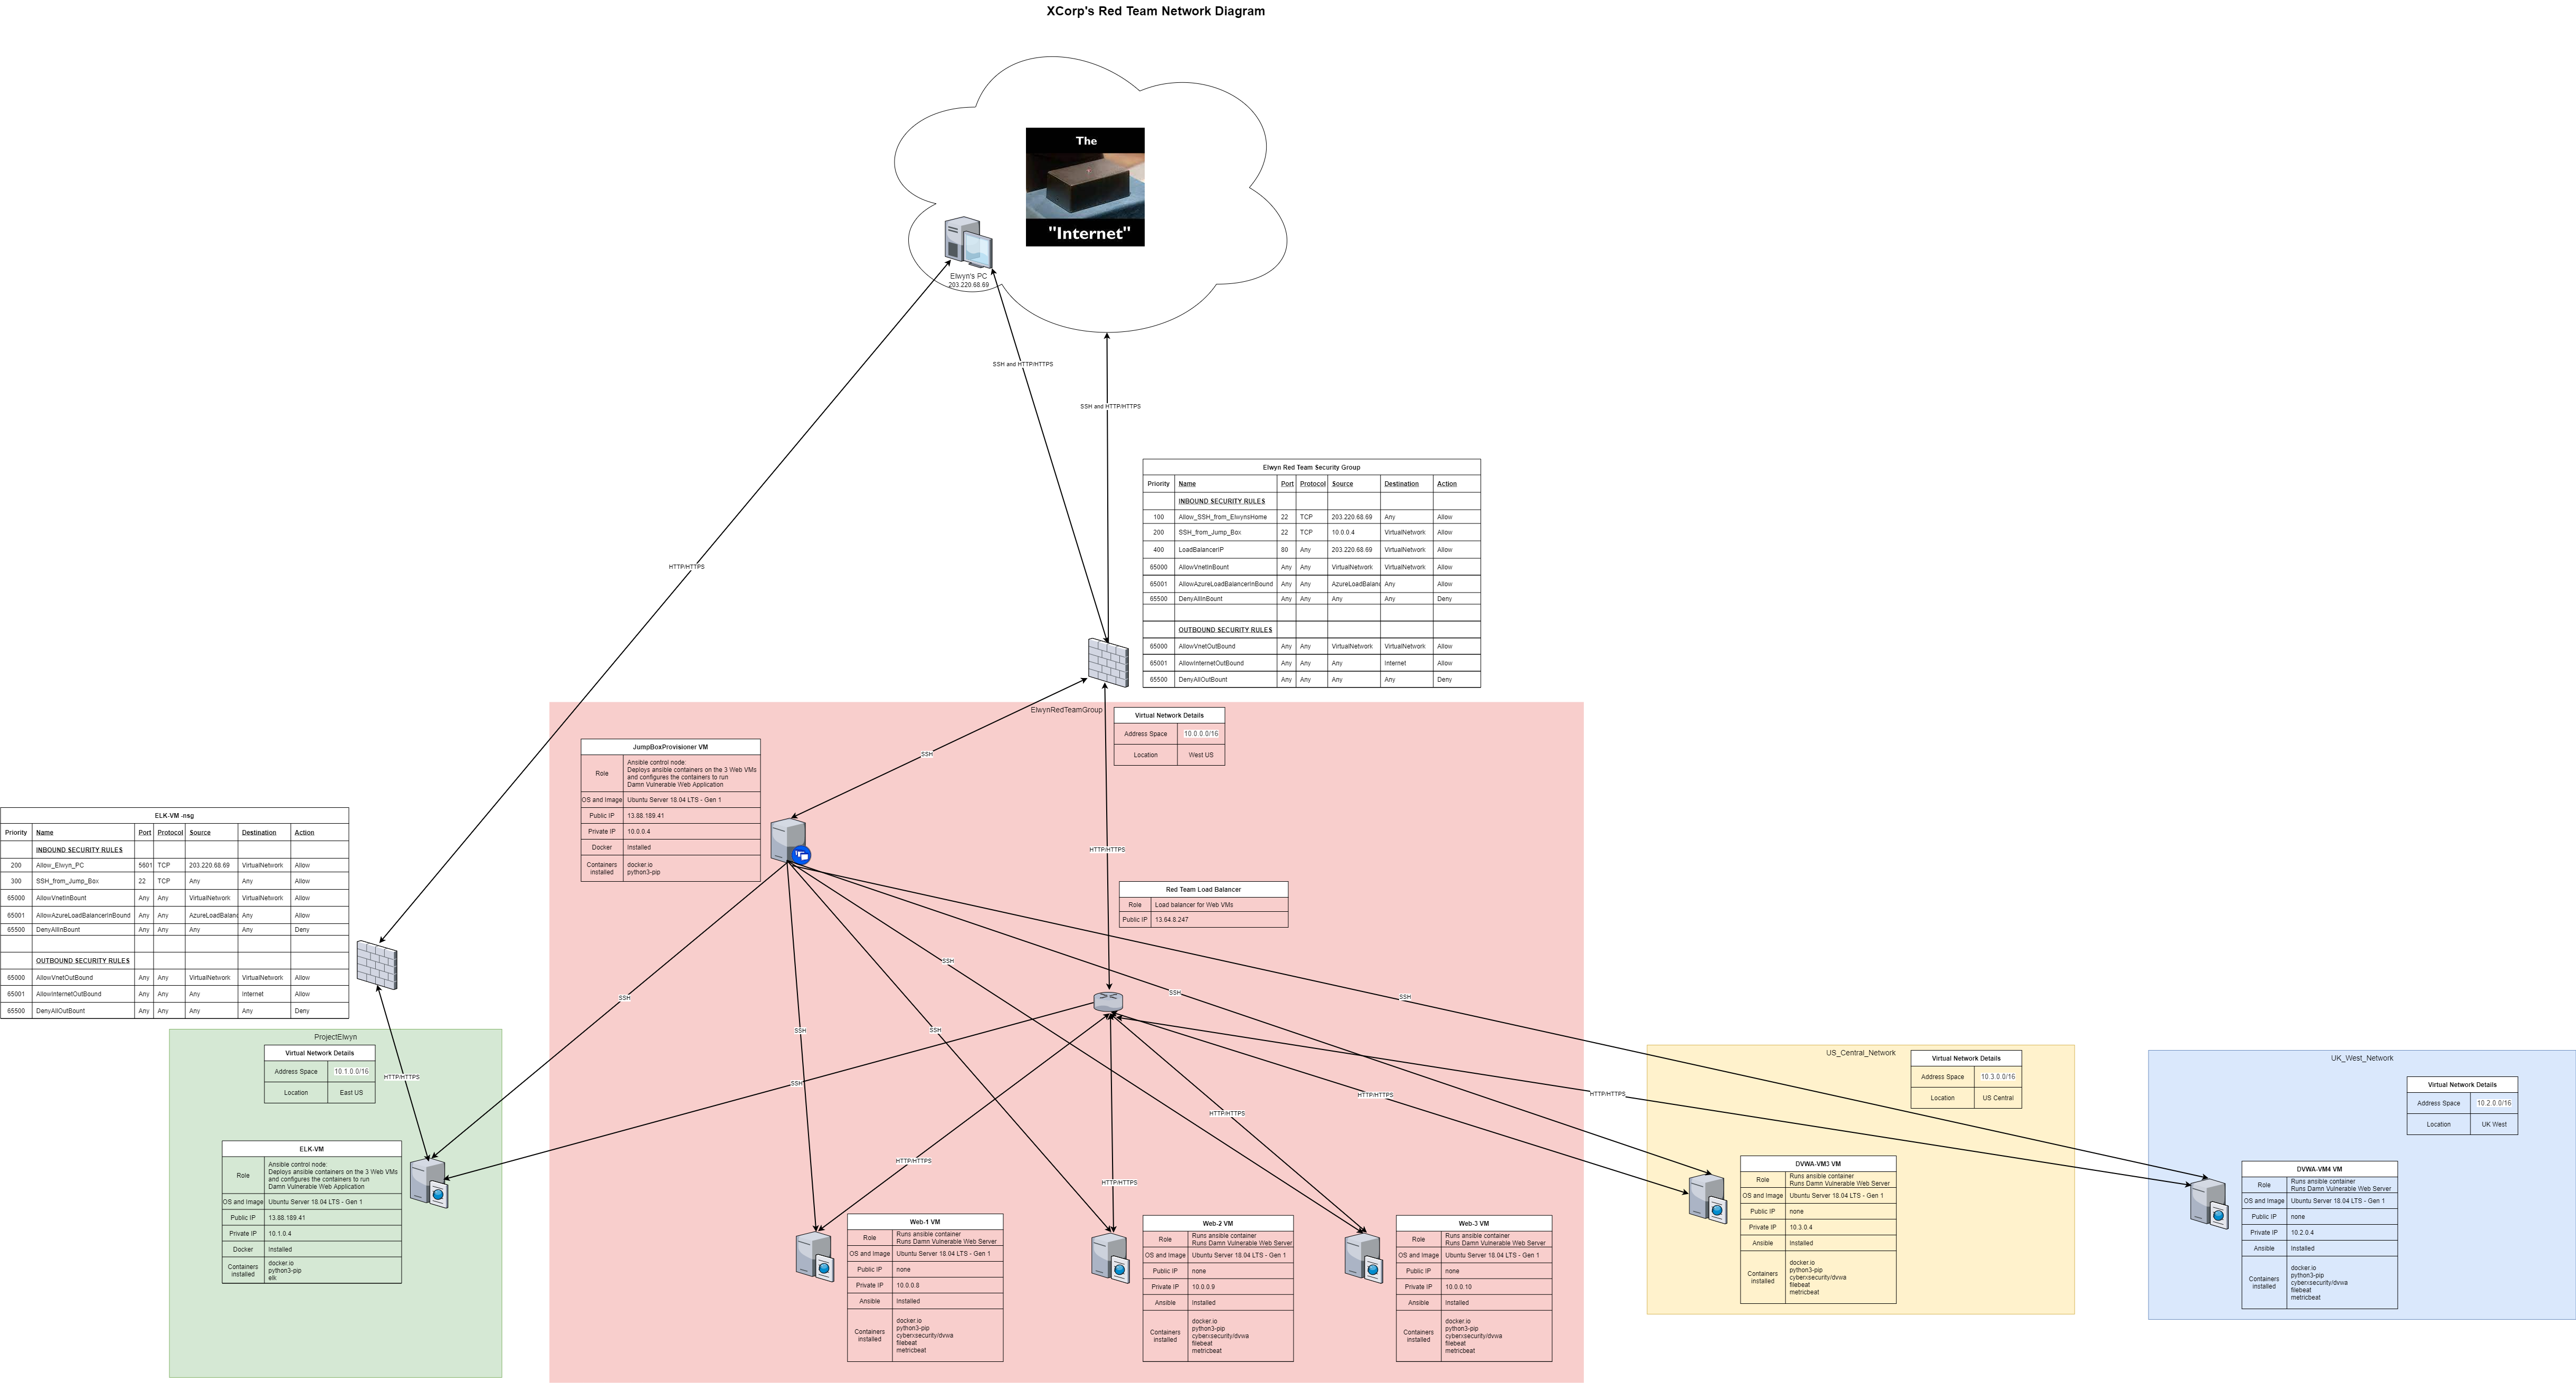 XCorp's Red Team Network Diagram
The
"Internet"
Elwyn's PC
203.220.68.69
SSH and HTTP/HTTPS
SSH and HTTP/HTTPS
HTTP/HTTPS
Elwyn Red Team Security Group
Priority Name Port Protocol Source Destination Action
INBOUND SECURITY RULES
100 Allow_SSH_from_ElwynsHome 22 TCP 203.220.68.69 Any Allow
200 SSH_from_Jump_Box 22 TCP 10.0.0.4 VirtualNetwork Allow
400 LoadBalancerIP 80 Any 203.220.68.69 VirtualNetwork Allow
65000 AllowVnetInBount Any Any VirtualNetwork VirtualNetwork Allow
65001 AllowAzureLoadBalancerInBound Any Any AzureLoadBalanc Any Allow
65500 DenyAllInBount Any Any Any Any Deny
OUTBOUND SECURITY RULES
65000 AllowVnetOutBound Any Any VirtualNetwork VirtualNetwork Allow
65001 AllowInternetOutBound Any Any Any Internet Allow
65500 DenyAllOutBount Any Any Any Any Deny
ElwynRedTeamGroup
Virtual Network Details
Address Space 10.0.0.0/16
Location West US
SSH
JumpBoxProvisioner VM
Role Ansible control node:
Deploys ansible containers on the 3 Web VMs
and configures the containers to run
Damn Vulnerable Web Application
OS and Image Ubuntu Server 18.04 LTS - Gen 1
Public IP 13.88.189.41
Private IP 10.0.0.4
Docker Installed
Containers installed docker.io
python3-pip
HTTP/HTTPS
Red Team Load Balancer
Role Load balancer for Web VMs
Public IP 13.64.8.247
ELK-VM -nsg
Priority Name Port Protocol Source Destination Action
INBOUND SECURITY RULES
200 Allow_Elwyn_PC 5601 TCP 203.220.68.69 VirtualNetwork Allow
300 SSH_from_Jump_Box 22 TCP Any Any Allow
65000 AllowVnetInBount Any Any VirtualNetwork VirtualNetwork Allow
65001 AllowAzureLoadBalancerInBound Any Any AzureLoadBalanc Any Allow
65500 DenyAllInBount Any Any Any Any Deny
OUTBOUND SECURITY RULES
65000 AllowVnetOutBound Any Any VirtualNetwork VirtualNetwork Allow
65001 AllowInternetOutBound Any Any Any Internet Allow
65500 DenyAllOutBount Any Any Any Any Deny
SSH
SSH
SSH
SSH
SSH
SSH
SSH
HTTP/HTTPS
HTTP/HTTPS
HTTP/HTTPS
HTTP/HTTPS
HTTP/HTTPS
HTTP/HTTPS
ProjectElwyn
Virtual Network Details
Address Space 10.1.0.0/16
Location East US
ELK-VM
Role Ansible control node:
Deploys ansible containers on the 3 Web VMs
and configures the containers to run
Damn Vulnerable Web Application
OS and Image Ubuntu Server 18.04 LTS - Gen 1
Public IP 13.88.189.41
Private IP 10.1.0.4
Docker Installed
Containers installed docker.io
python3-pip
elk
Web-1 VM
Role Runs ansible container
Runs Damn Vulnerable Web Server
OS and Image Ubuntu Server 18.04 LTS - Gen 1
Public IP none
Private IP 10.0.0.8
Ansible Installed
Containers installed docker.io
python3-pip
cyberxsecurity/dvwa
filebeat
metricbeat
Web-2 VM
Role Runs ansible container
Runs Damn Vulnerable Web Server
OS and Image Ubuntu Server 18.04 LTS - Gen 1
Public IP none
Private IP 10.0.0.9
Ansible Installed
Containers installed docker.io
python3-pip
cyberxsecurity/dvwa
filebeat
metricbeat
Web-3 VM
Role Runs ansible container
Runs Damn Vulnerable Web Server
OS and Image Ubuntu Server 18.04 LTS - Gen 1
Public IP none
Private IP 10.0.0.10
Ansible Installed
Containers installed docker.io
python3-pip
cyberxsecurity/dvwa
filebeat
metricbeat
US_Central_Network
Virtual Network Details
Address Space 10.3.0.0/16
Location US Central
DVWA-VM3 VM
Role Runs ansible container
Runs Damn Vulnerable Web Server
OS and Image Ubuntu Server 18.04 LTS - Gen 1
Public IP none
Private IP 10.3.0.4
Ansible Installed
Containers installed docker.io
python3-pip
cyberxsecurity/dvwa
filebeat
metricbeat
UK_West_Network
Virtual Network Details
Address Space 10.2.0.0/16
Location UK West
DVWA-VM4 VM
Role Runs ansible container
Runs Damn Vulnerable Web Server
OS and Image Ubuntu Server 18.04 LTS - Gen 1
Public IP none
Private IP 10.2.0.4
Ansible Installed
Containers installed docker.io
python3-pip
cyberxsecurity/dvwa
filebeat
metricbeat